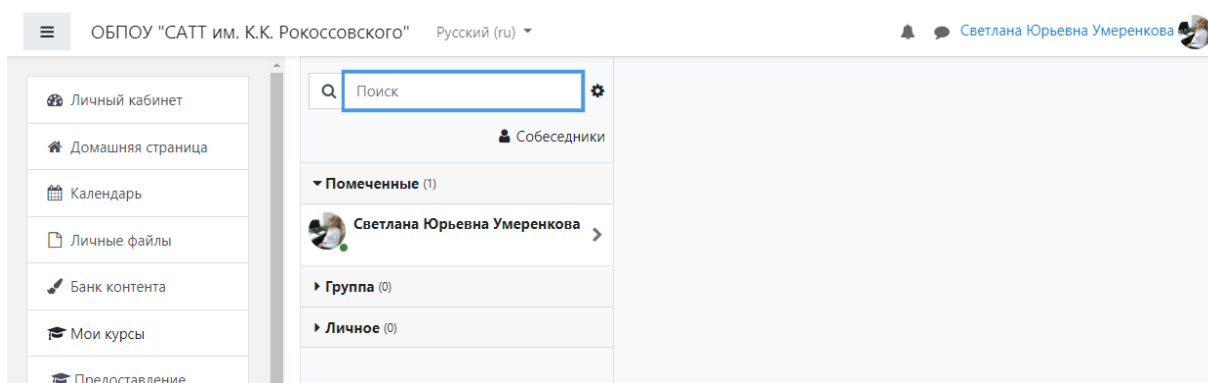 ОБПОУ "САТТ им. К.К. Рокоссовского"
Русский (ru)
Светлана Юрьевна Умеренкова
Личный кабинет
Домашняя страница
Календарь
Личные файлы
Банк контента
Мои курсы
Предоставление
Поиск
Собеседники
Помеченные (1)
Светлана Юрьевна Умеренкова
Группа (0)
Личное (0)